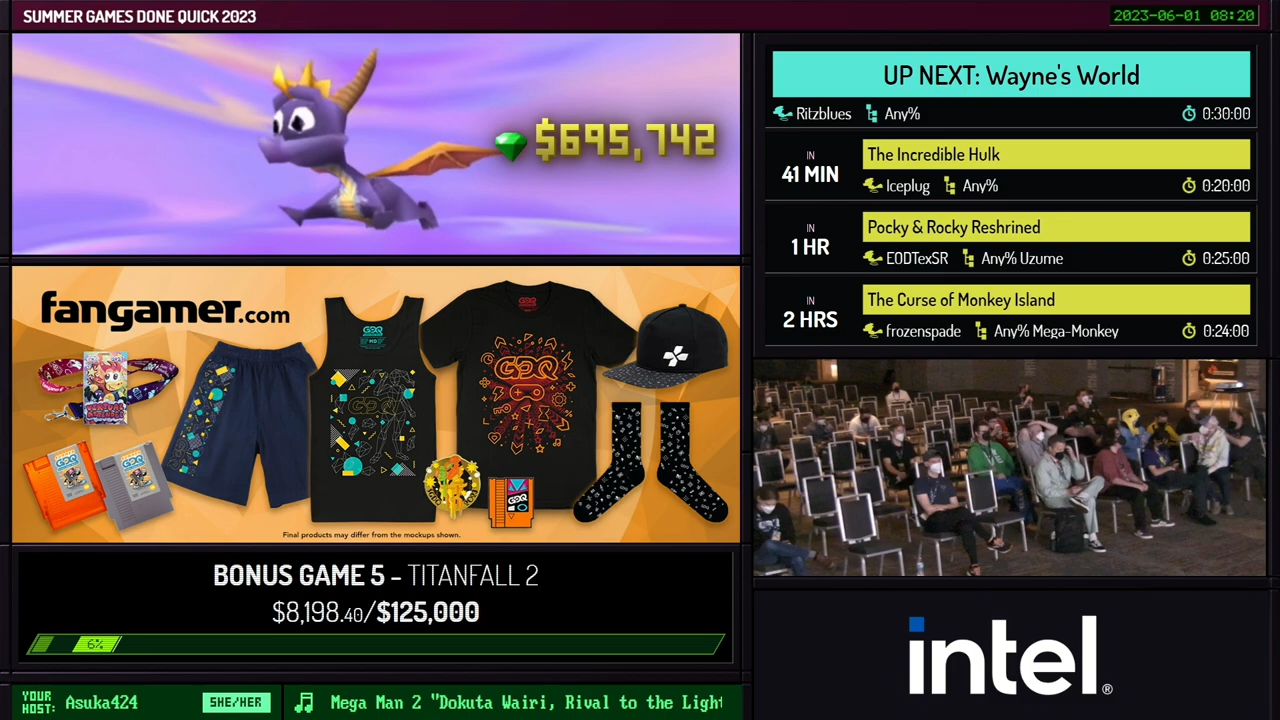 SUMMER GAMES DONE QUICK 2023
2023-06-01 08:20
$695,742
UP NEXT: Wayne's World
Ritzblues Any% 0:30:00
IN
41 MIN
The Incredible Hulk
Iceplug Any% 0:20:00
IN
1 HR
Pocky & Rocky Reshrined
EODTexSR Any% Uzume 0:25:00
IN
2 HRS
The Curse of Monkey Island
frozenspade Any% Mega-Monkey 0:24:00
fangamer.com
GDQ
GDQ
Final products may differ from the mockups shown.
BONUS GAME 5 - TITANFALL 2
$8,198.40/$125,000
6%
intel®
YOUR HOST: Asuka424 SHE/HER
Mega Man 2 "Dokuta Wairi, Rival to the Light